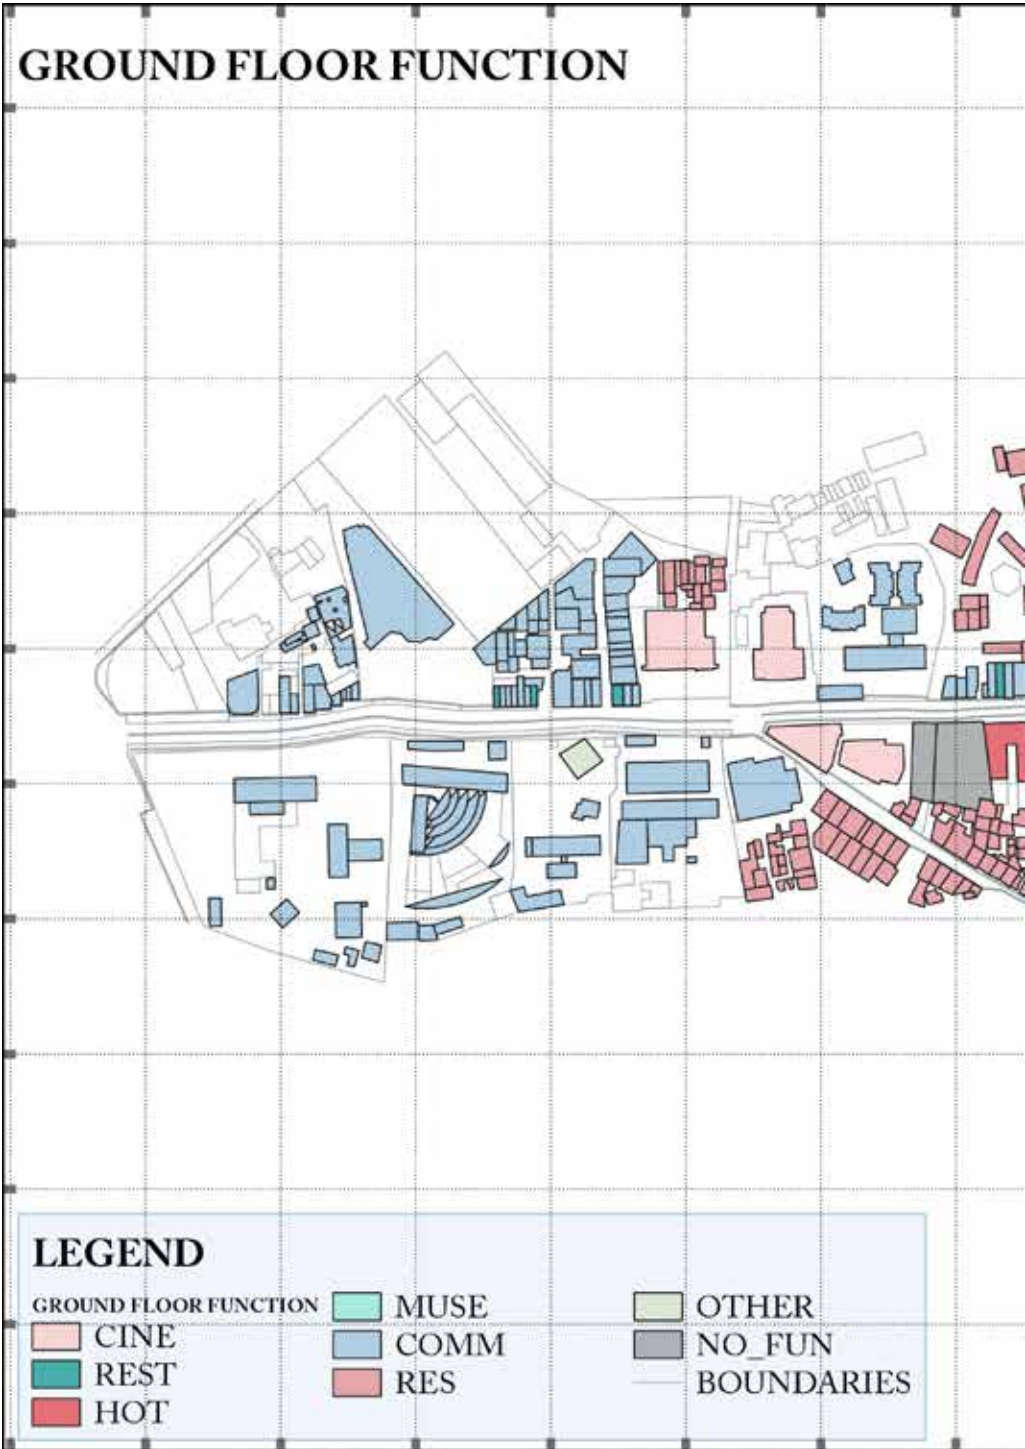 GROUND FLOOR FUNCTION
LEGEND
GROUND FLOOR FUNCTION
CINE
REST
HOT
MUSE
COMM
RES
OTHER
NO_FUN
BOUNDARIES